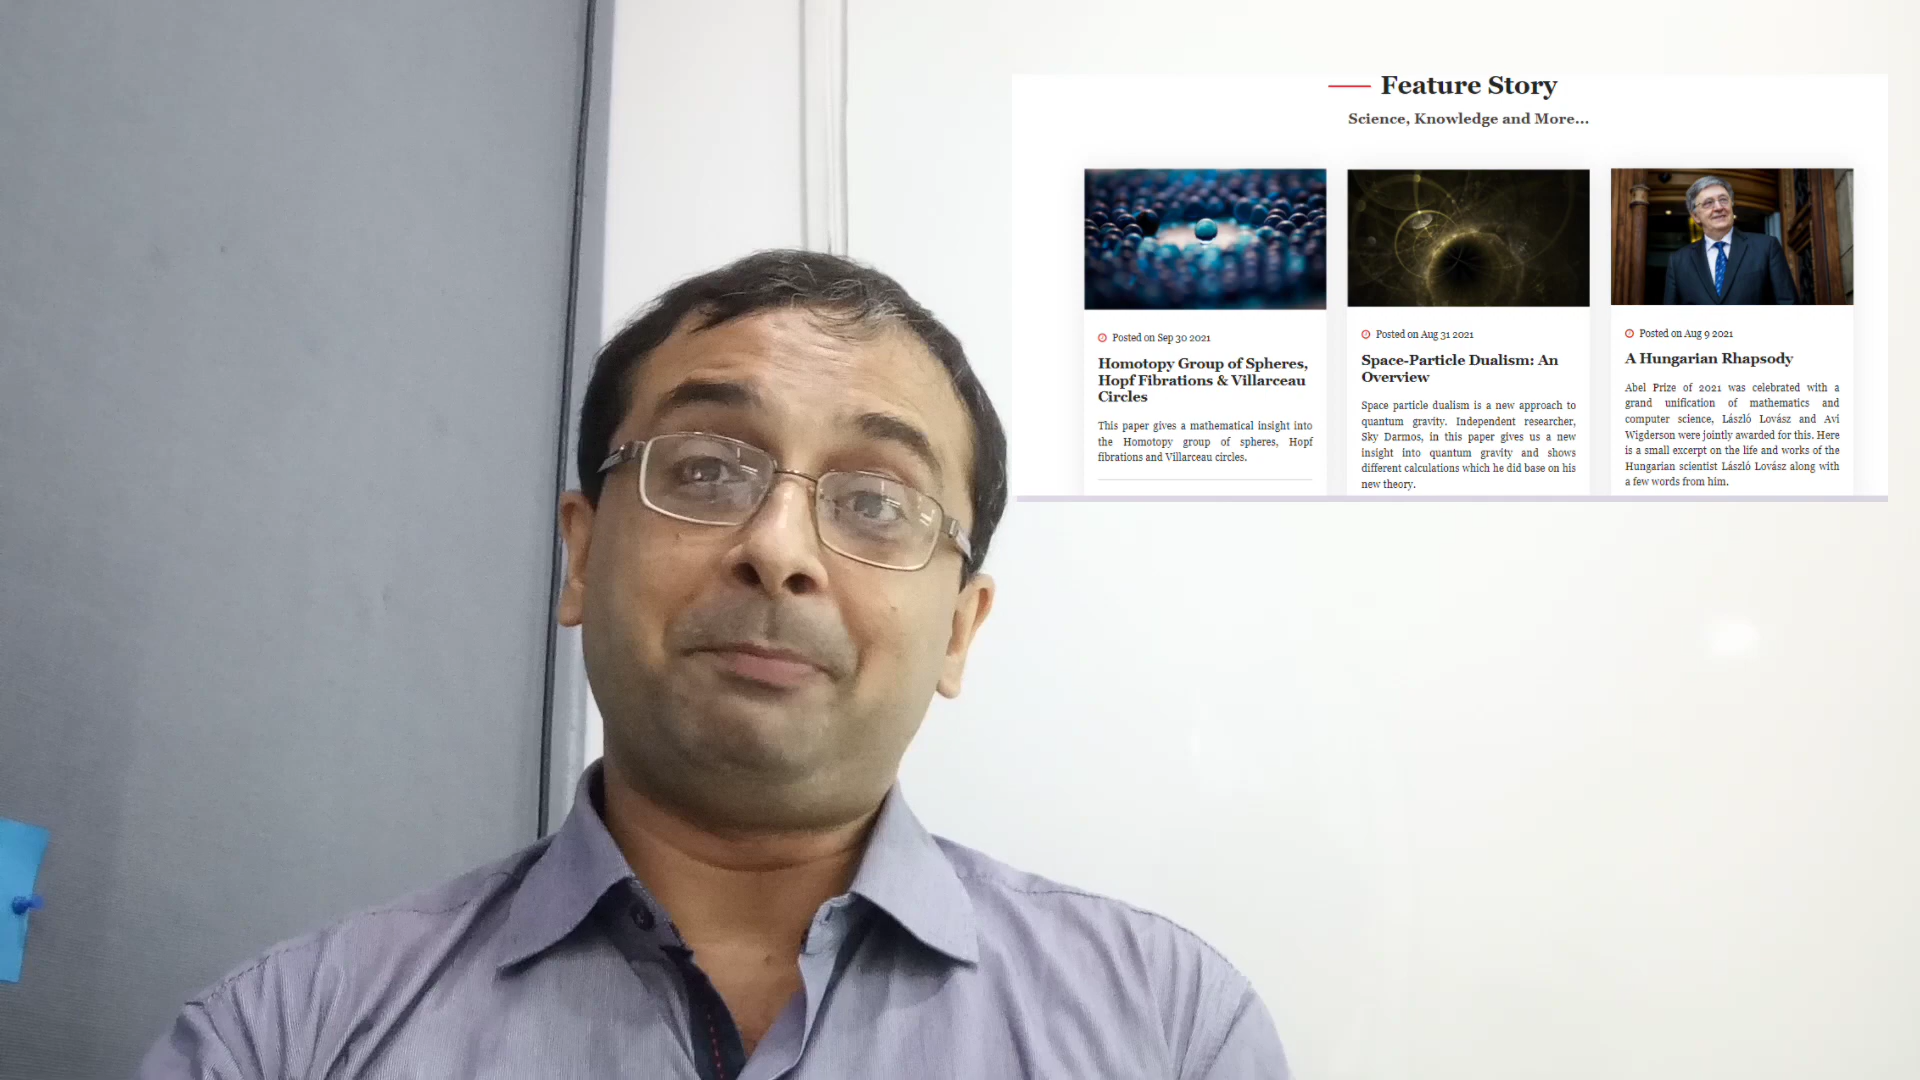 Feature Story
Science, Knowledge and More...
Posted on Sep 30 2021
Homotopy Group of Spheres,
Hopf Fibrations & Villarceau
Circles
This paper gives a mathematical insight into
the Homotopy group of spheres, Hopf
fibrations and Villarceau circles.
Posted on Aug 31 2021
Space-Particle Dualism: An
Overview
Space particle dualism is a new approach to
quantum gravity. Independent researcher,
Sky Darmos, in this paper gives us a new
insight into quantum gravity and shows
different calculations which he did base on his
new theory.
Posted on Aug 9 2021
A Hungarian Rhapsody
Abel Prize of 2021 was celebrated with a
grand unification of mathematics and
computer science, László Lovász and Avi
Wigderson were jointly awarded for this. Here
is a small excerpt on the life and works of the
Hungarian scientist László Lovász along with
a few words from him.